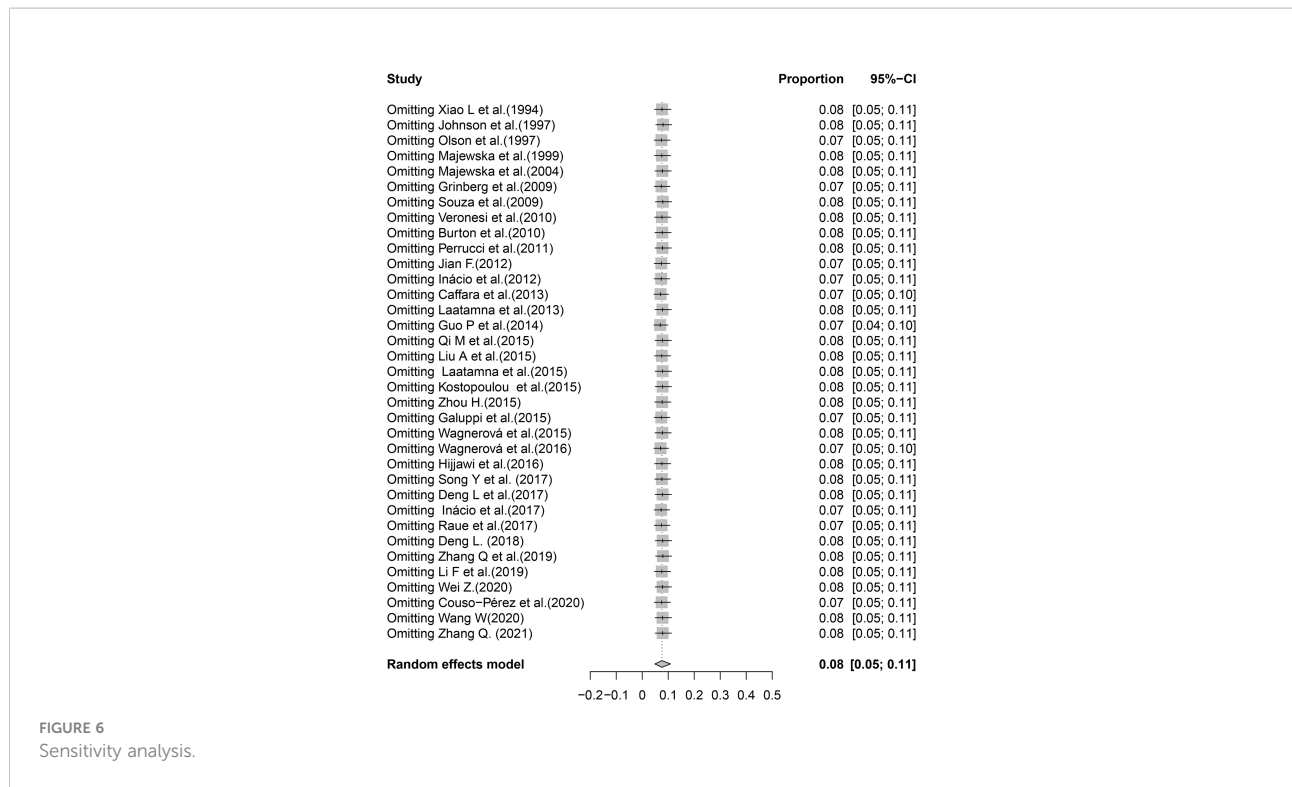 Study Proportion 95%−CI
Omitting Xiao L et al.(1994) 0.08 [0.05; 0.11]
Omitting Johnson et al.(1997) 0.08 [0.05; 0.11]
Omitting Olson et al.(1997) 0.07 [0.05; 0.11]
Omitting Majewska et al.(1999) 0.08 [0.05; 0.11]
Omitting Majewska et al.(2004) 0.08 [0.05; 0.11]
Omitting Grinberg et al.(2009) 0.07 [0.05; 0.11]
Omitting Souza et al.(2009) 0.08 [0.05; 0.11]
Omitting Veronesi et al.(2010) 0.08 [0.05; 0.11]
Omitting Burton et al.(2010) 0.08 [0.05; 0.11]
Omitting Perrucci et al.(2011) 0.08 [0.05; 0.11]
Omitting Jian F.(2012) 0.07 [0.05; 0.11]
Omitting Inácio et al.(2012) 0.07 [0.05; 0.11]
Omitting Caffara et al.(2013) 0.07 [0.05; 0.10]
Omitting Laatamna et al.(2013) 0.08 [0.05; 0.11]
Omitting Guo P et al.(2014) 0.07 [0.04; 0.10]
Omitting Qi M et al.(2015) 0.08 [0.05; 0.11]
Omitting Liu A et al.(2015) 0.08 [0.05; 0.11]
Omitting Laatamna et al.(2015) 0.08 [0.05; 0.11]
Omitting Kostopoulou et al.(2015) 0.08 [0.05; 0.11]
Omitting Zhou H.(2015) 0.08 [0.05; 0.11]
Omitting Galuppi et al.(2015) 0.07 [0.05; 0.11]
Omitting Wagnerová et al.(2015) 0.08 [0.05; 0.11]
Omitting Wagnerová et al.(2016) 0.07 [0.05; 0.10]
Omitting Hijjawi et al.(2016) 0.08 [0.05; 0.11]
Omitting Song Y et al. (2017) 0.08 [0.05; 0.11]
Omitting Deng L et al.(2017) 0.08 [0.05; 0.11]
Omitting Inácio et al.(2017) 0.07 [0.05; 0.11]
Omitting Raue et al.(2017) 0.07 [0.05; 0.11]
Omitting Deng L. (2018) 0.08 [0.05; 0.11]
Omitting Zhang Q et al.(2019) 0.08 [0.05; 0.11]
Omitting Li F et al.(2019) 0.08 [0.05; 0.11]
Omitting Wei Z.(2020) 0.08 [0.05; 0.11]
Omitting Couso−Pérez et al.(2020) 0.07 [0.05; 0.11]
Omitting Wang W(2020) 0.08 [0.05; 0.11]
Omitting Zhang Q. (2021) 0.08 [0.05; 0.11]
Random effects model 0.08 [0.05; 0.11]
−0.2 −0.1 0 0.1 0.2 0.3 0.4 0.5
FIGURE 6
Sensitivity analysis.